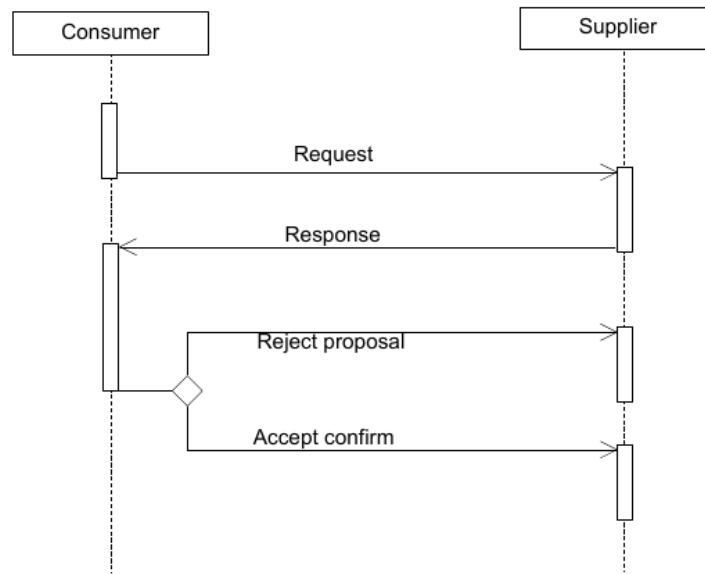 Consumer
Supplier
Request
Response
Reject proposal
Accept confirm